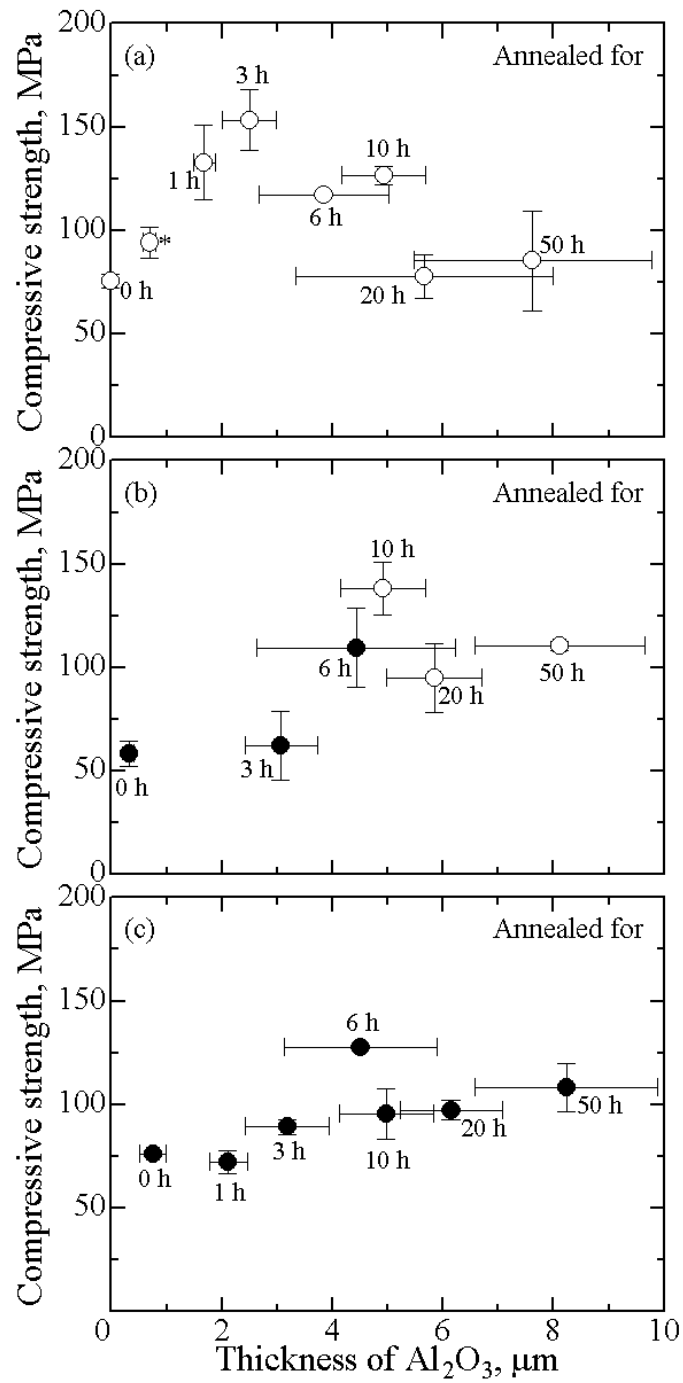 200
(a)
Annealed for
3 h
150
10 h
1 h
6 h
100
*
50 h
0 h
20 h
50
0
Compressive strength, MPa
200
(b)
Annealed for
150
10 h
6 h
100
20 h
50 h
3 h
50
0 h
0
Compressive strength, MPa
200
(c)
Annealed for
150
6 h
100
50 h
3 h
20 h
10 h
0 h
1 h
50
Compressive strength, MPa
0 2 4 6 8 10
Thickness of Al₂O₃, μm